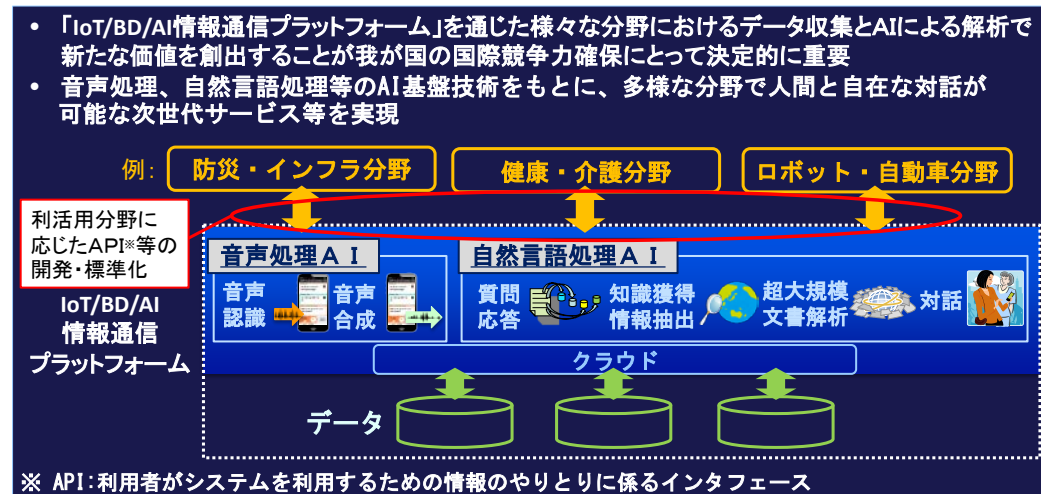 • 「IoT/BD/AI情報通信プラットフォーム」を通じた様々な分野におけるデータ収集とAIによる解析で
新たな価値を創出することが我が国の国際競争力確保にとって決定的に重要
• 音声処理、自然言語処理等のAI基盤技術をもとに、多様な分野で人間と自在な対話が
可能な次世代サービス等を実現
例:
防災・インフラ分野
健康・介護分野
ロボット・自動車分野
利活用分野に
応じたAPI※等の
開発・標準化
IoT/BD/AI
情報通信
プラットフォーム
音声処理AI
音声
認識
音声
合成
自然言語処理AI
質問
応答
知識獲得
情報抽出
超大規模
文書解析
対話
クラウド
データ
※ API:利用者がシステムを利用するための情報のやりとりに係るインタフェース